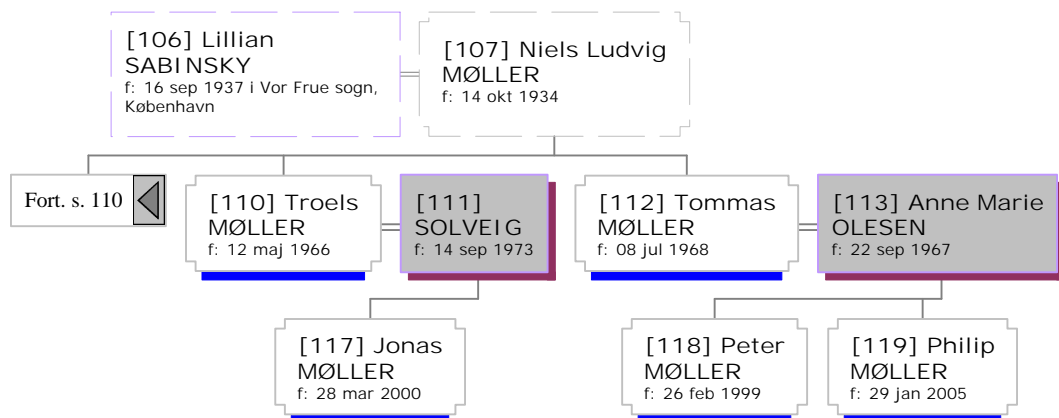 [106] Lillian
SABINSKY
f: 16 sep 1937 i Vor Frue sogn,
København
[107] Niels Ludvig
MØLLER
f: 14 okt 1934
Fort. s. 110
[110] Troels
MØLLER
f: 12 maj 1966
[111]
SOLVEIG
f: 14 sep 1973
[112] Tommas
MØLLER
f: 08 jul 1968
[113] Anne Marie
OLESEN
f: 22 sep 1967
[117] Jonas
MØLLER
f: 28 mar 2000
[118] Peter
MØLLER
f: 26 feb 1999
[119] Philip
MØLLER
f: 29 jan 2005